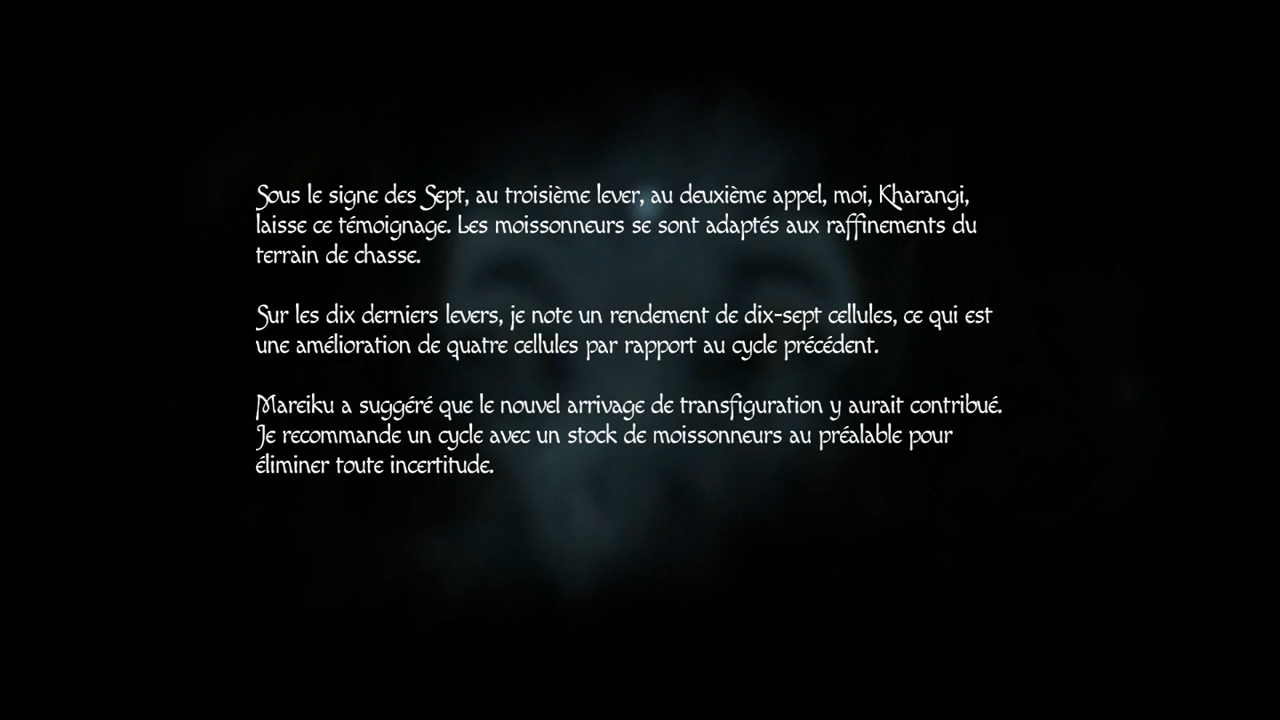 Sous le signe des Sept, au troisième lever, au deuxième appel, moi, Kharangi,
laisse ce témoignage. Les moissonneurs se sont adaptés aux raffinements du
terrain de chasse.
Sur les dix derniers levers, je note un rendement de dix-sept cellules, ce qui est
une amélioration de quatre cellules par rapport au cycle précédent.
Mareiku a suggéré que le nouvel arrivage de transfiguration y aurait contribué.
Je recommande un cycle avec un stock de moissonneurs au préalable pour
éliminer toute incertitude.